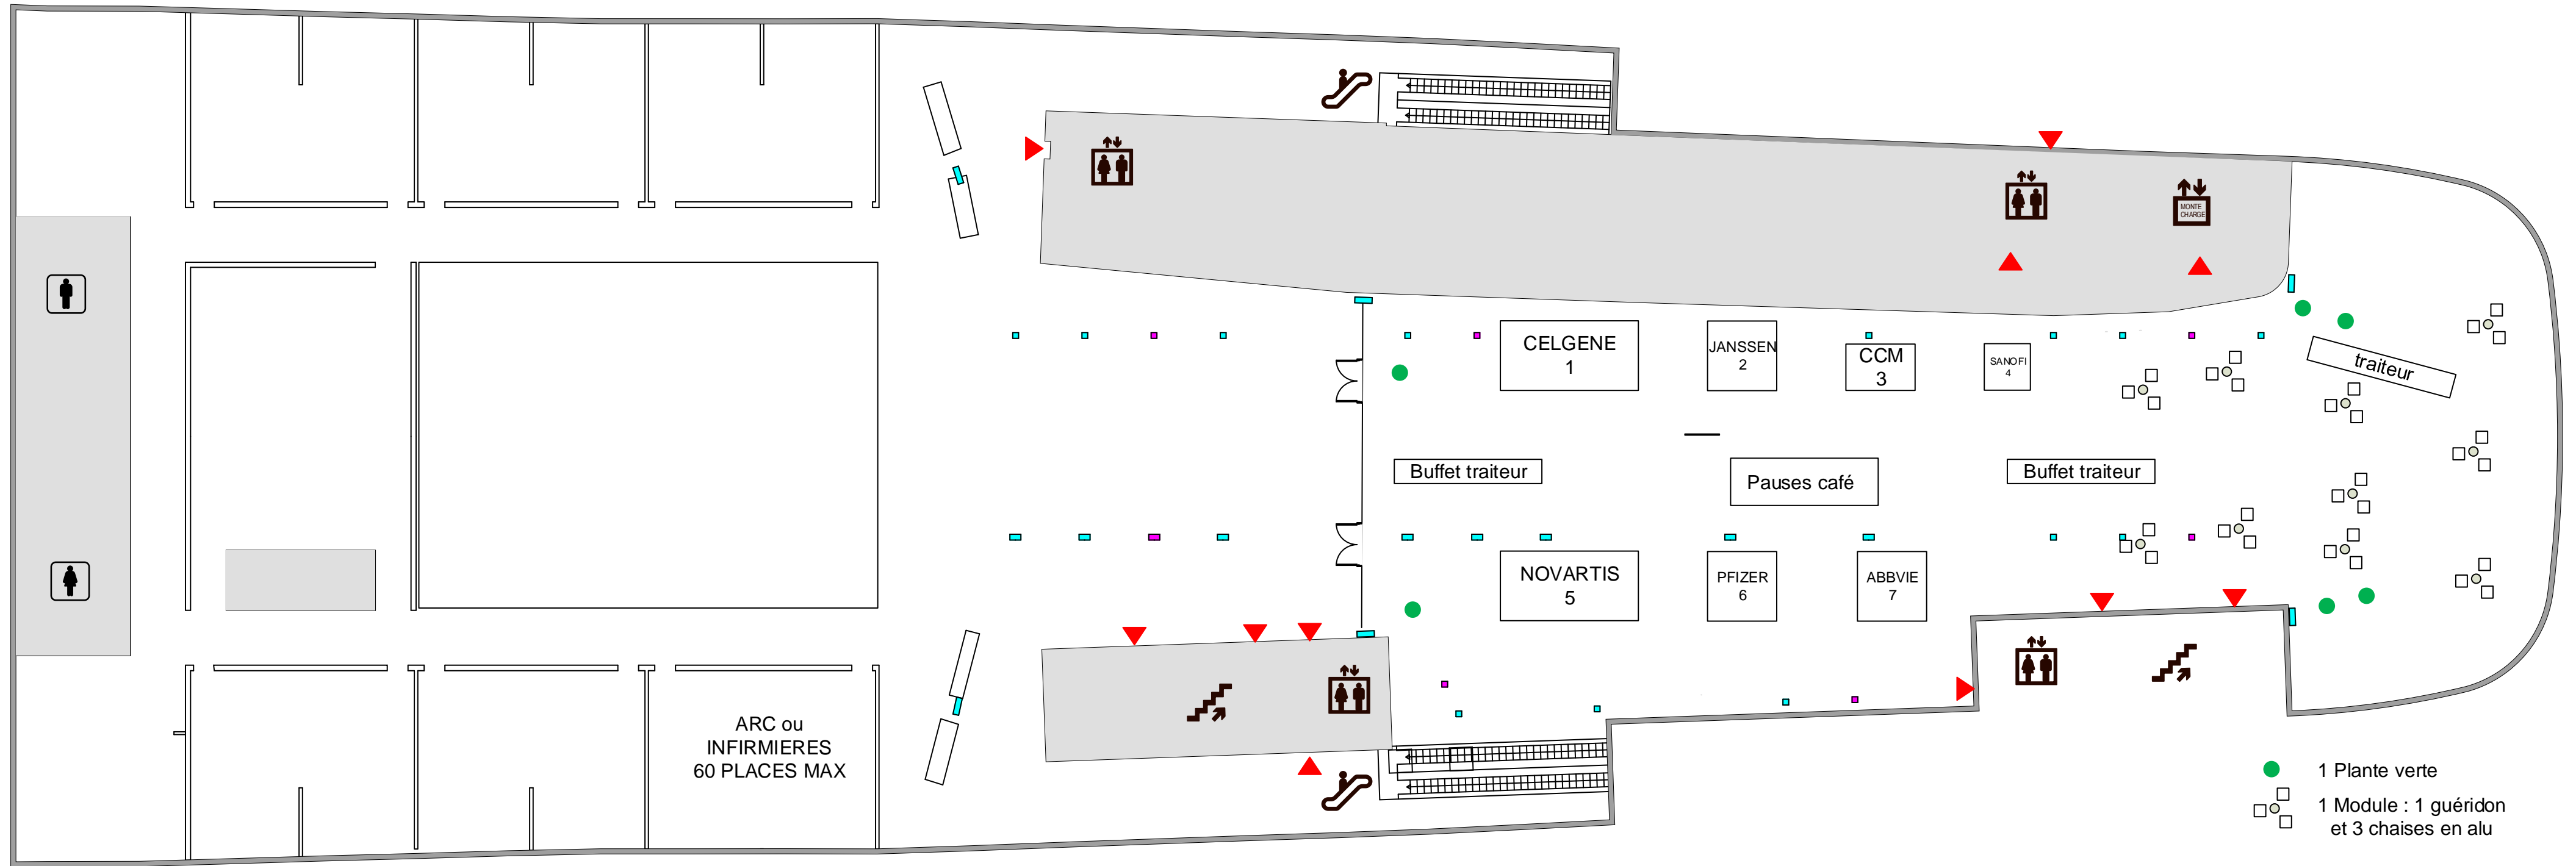 MONTE
CHARGE
CELGENE
1
JANSSEN
2
CCM
3
SANOFI
4
traiteur
Buffet traiteur
Pauses café
Buffet traiteur
NOVARTIS
5
PFIZER
6
ABBVIE
7
ARC ou
INFIRMIERES
60 PLACES MAX
1 Plante verte
1 Module : 1 guéridon
et 3 chaises en alu